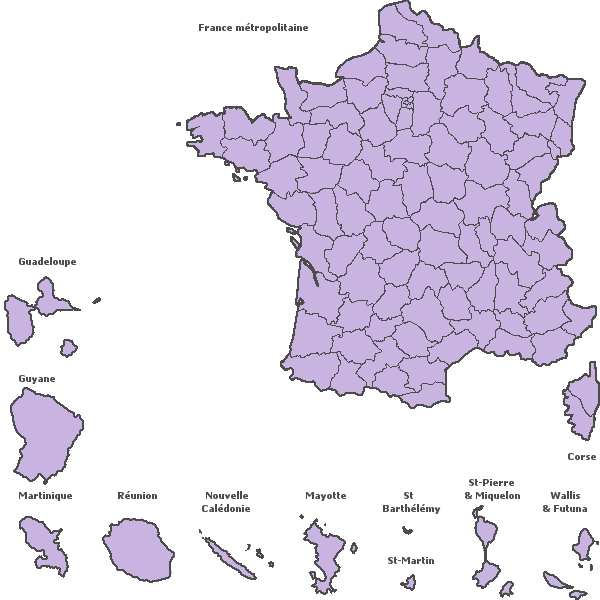 France métropolitaine
Guadeloupe
Guyane
Corse
Martinique
Réunion
Nouvelle
Calédonie
Mayotte
St
Barthélémy
St-Martin
St-Pierre
& Miquelon
Wallis
& Futuna